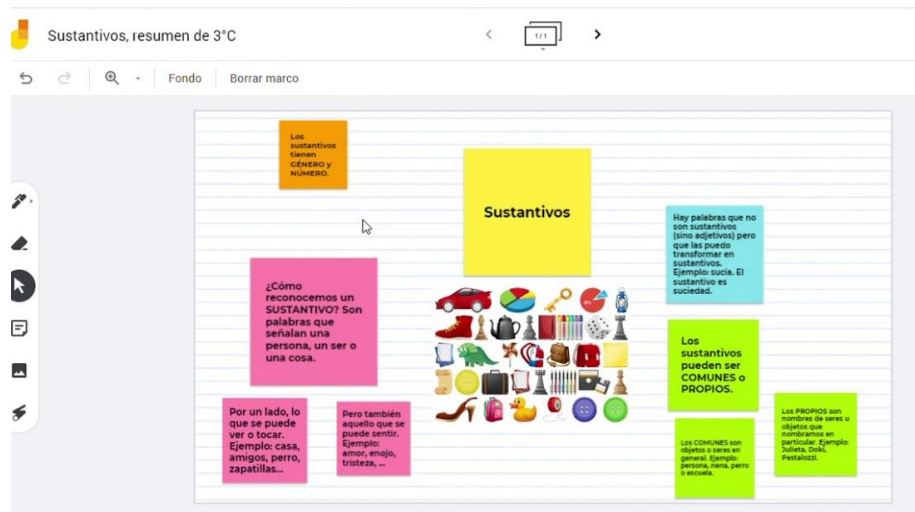 Sustantivos, resumen de 3°C
1/1
Fondo
Borrar marco
Los
sustantivos
tienen
GÉNERO y
NÚMERO.
Sustantivos
¿Cómo
reconocemos un
SUSTANTIVO? Son
palabras que
señalan una
persona, un ser o
una cosa.
Por un lado, lo
que se puede
ver o tocar.
Ejemplo: casa,
amigos, perro,
zapatillas...
Pero también
aquello que se
puede sentir.
Ejemplo:
amor, enojo,
tristeza, ...
Hay palabras que no
son sustantivos
(sino adjetivos) pero
que las puedo
transformar en
sustantivos.
Ejemplo: sucia. El
sustantivo es
suciedad.
Los
sustantivos
pueden ser
COMUNES o
PROPIOS.
Los COMUNES son
objetos o seres en
general. Ejemplo:
persona, nena, perro
o escuela.
Los PROPIOS son
nombres de seres u
objetos que
nombramos en
particular. Ejemplo:
Julieta, Doki,
Pestalozzi.